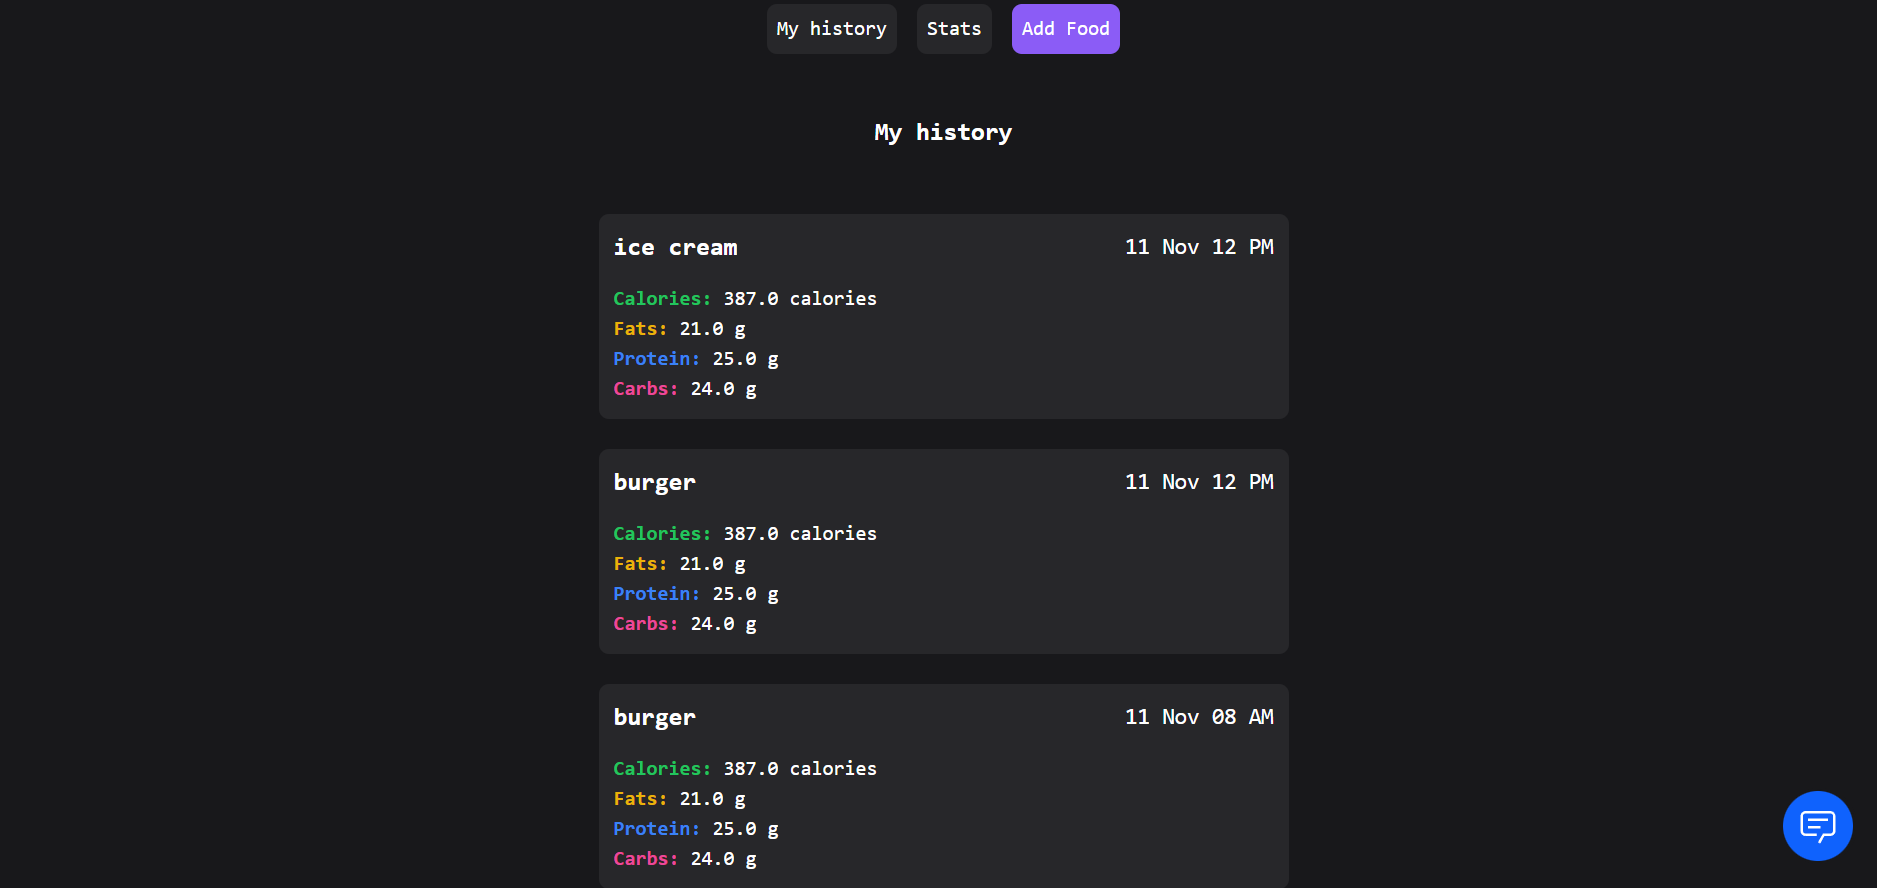 My history Stats Add Food
My history
ice cream 11 Nov 12 PM
Calories: 387.0 calories
Fats: 21.0 g
Protein: 25.0 g
Carbs: 24.0 g
burger 11 Nov 12 PM
Calories: 387.0 calories
Fats: 21.0 g
Protein: 25.0 g
Carbs: 24.0 g
burger 11 Nov 08 AM
Calories: 387.0 calories
Fats: 21.0 g
Protein: 25.0 g
Carbs: 24.0 g